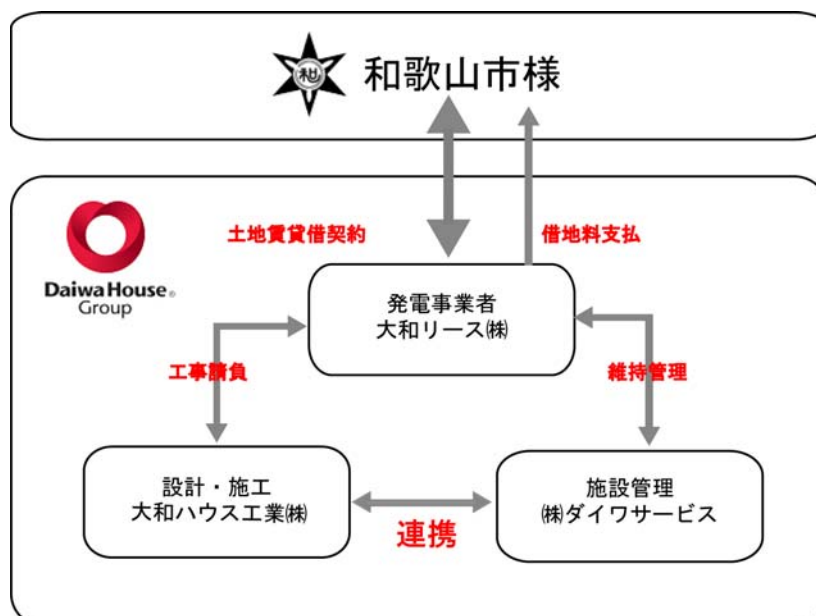 和歌山市様
土地賃貸借契約
借地料支払
DaiwaHouse®
Group
発電事業者
大和リース㈱
工事請負
維持管理
設計・施工
大和ハウス工業㈱
施設管理
㈱ダイワサービス
連携